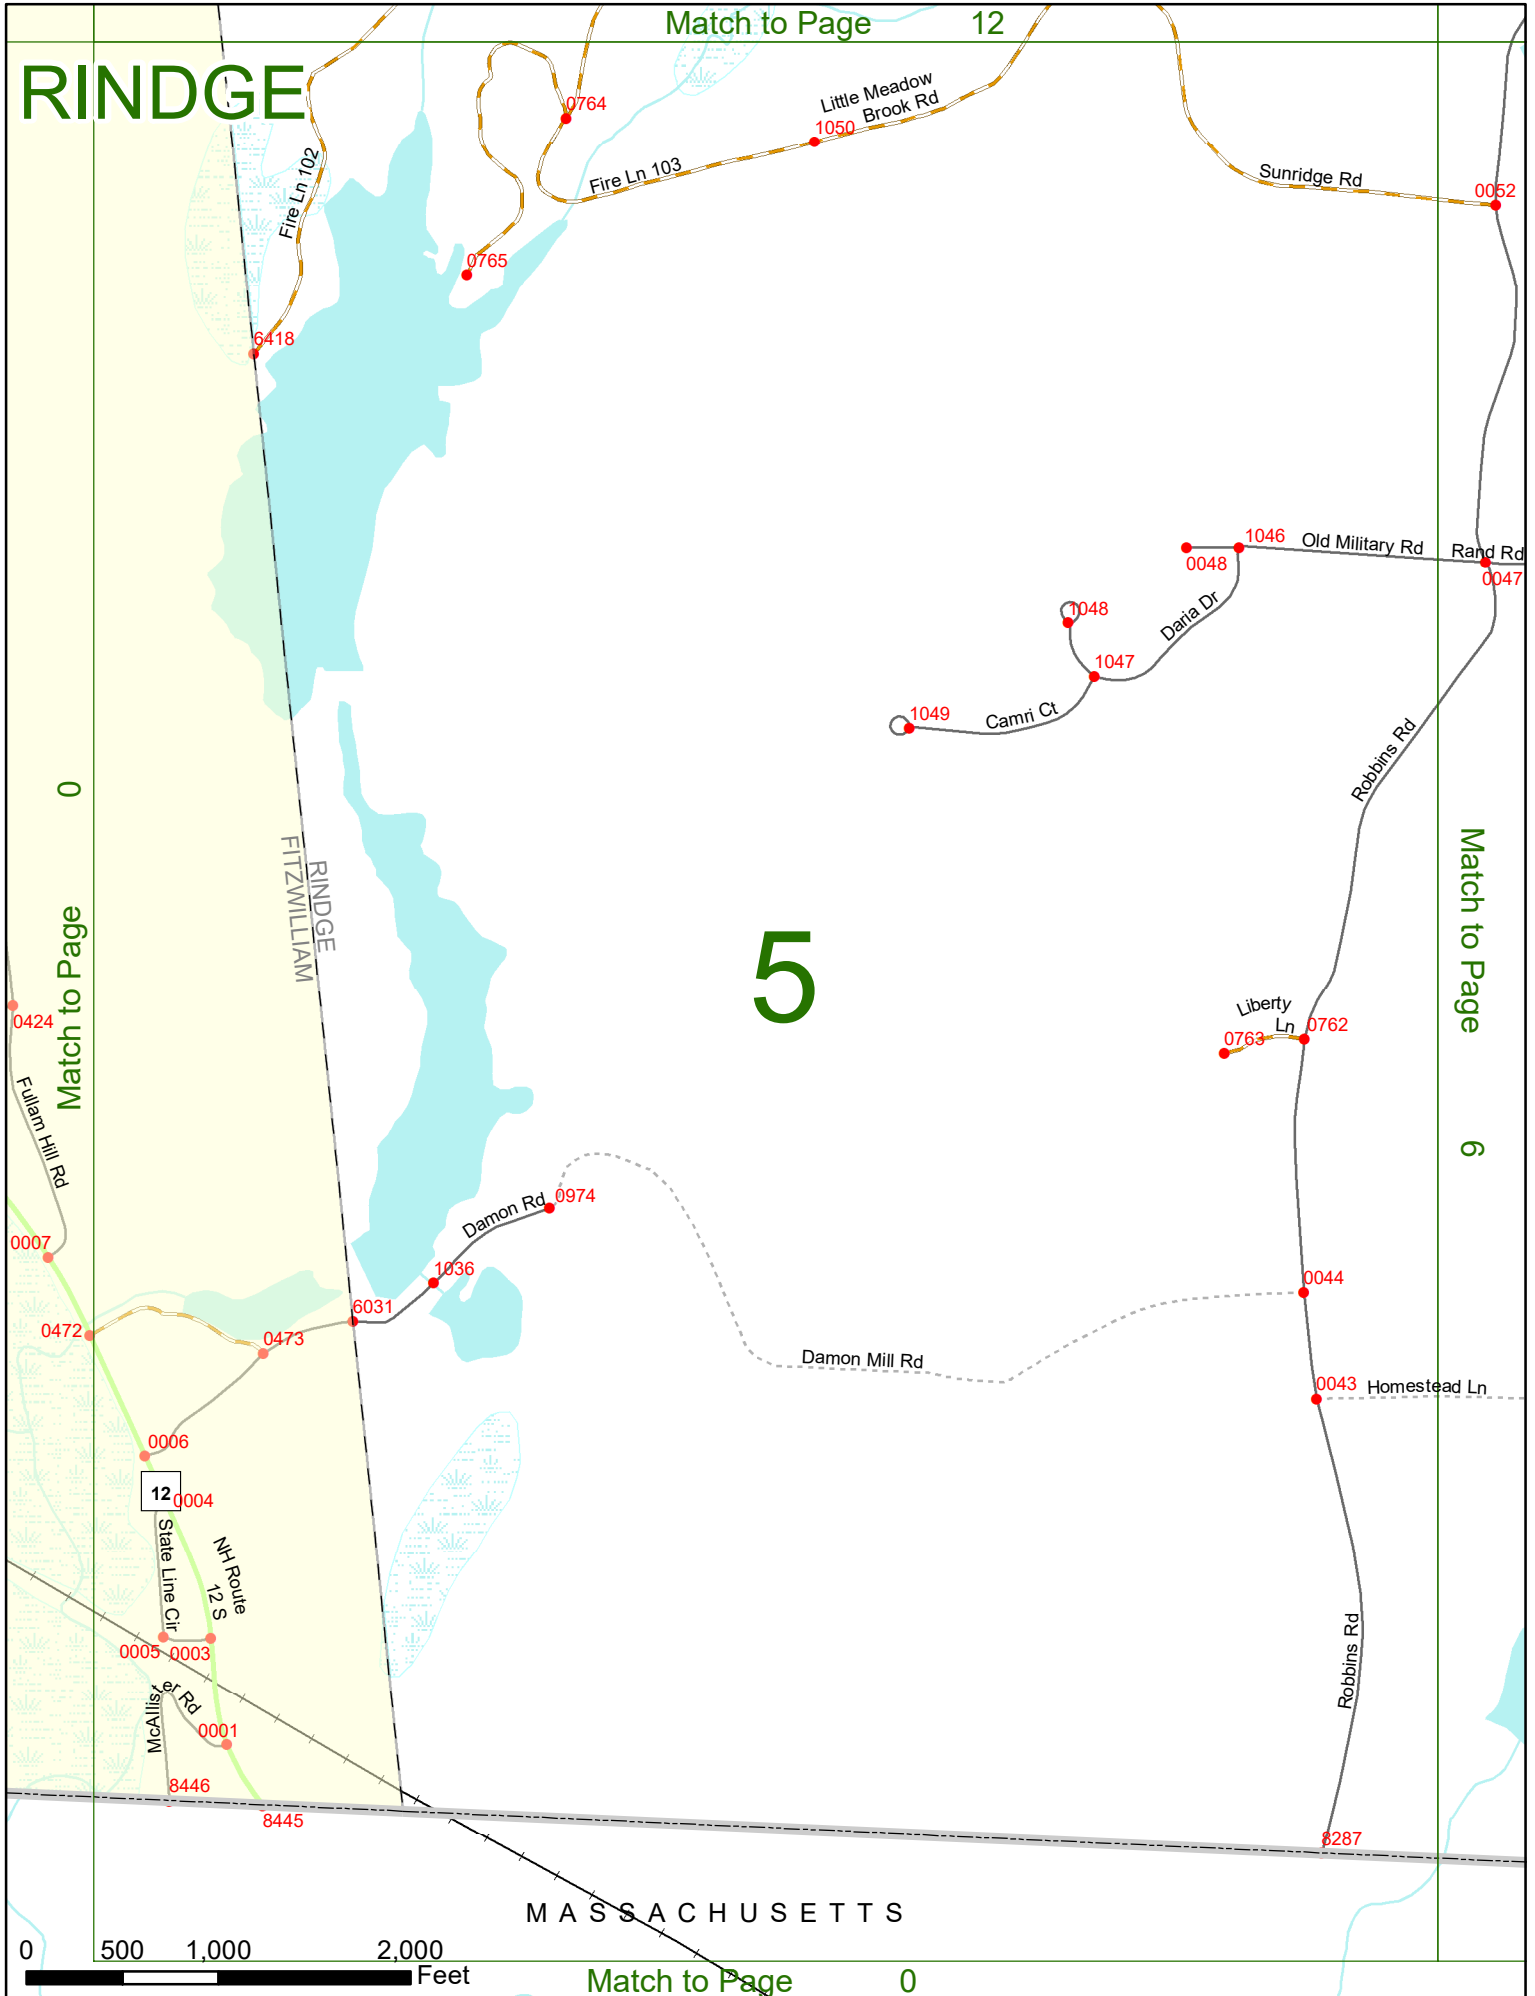 Match to Page 12
RINDGE
0764
Little Meadow
Brook Rd
1050
Fire Ln 102
Fire Ln 103
Sunridge Rd
0052
0765
6418
1046
Old Military Rd
Rand Rd
0048
0047
1048
Daria Dr
1047
1049
Camri Ct
Robbins Rd
Match to Page 0
RINDGE
FITZWILLIAM
5
Match to Page 6
0424
Liberty
Ln
0762
0763
Fullam Hill Rd
Damon Rd
0974
0007
1036
0044
6031
0472
0473
Damon Mill Rd
0043
Homestead Ln
0006
12
0004
State Line Cir
NH Route
12 S
0005
0003
Robbins Rd
McAllister Rd
0001
8446
8445
8287
MASSACHUSETTS
0 500 1,000 2,000
Feet
Match to Page 0